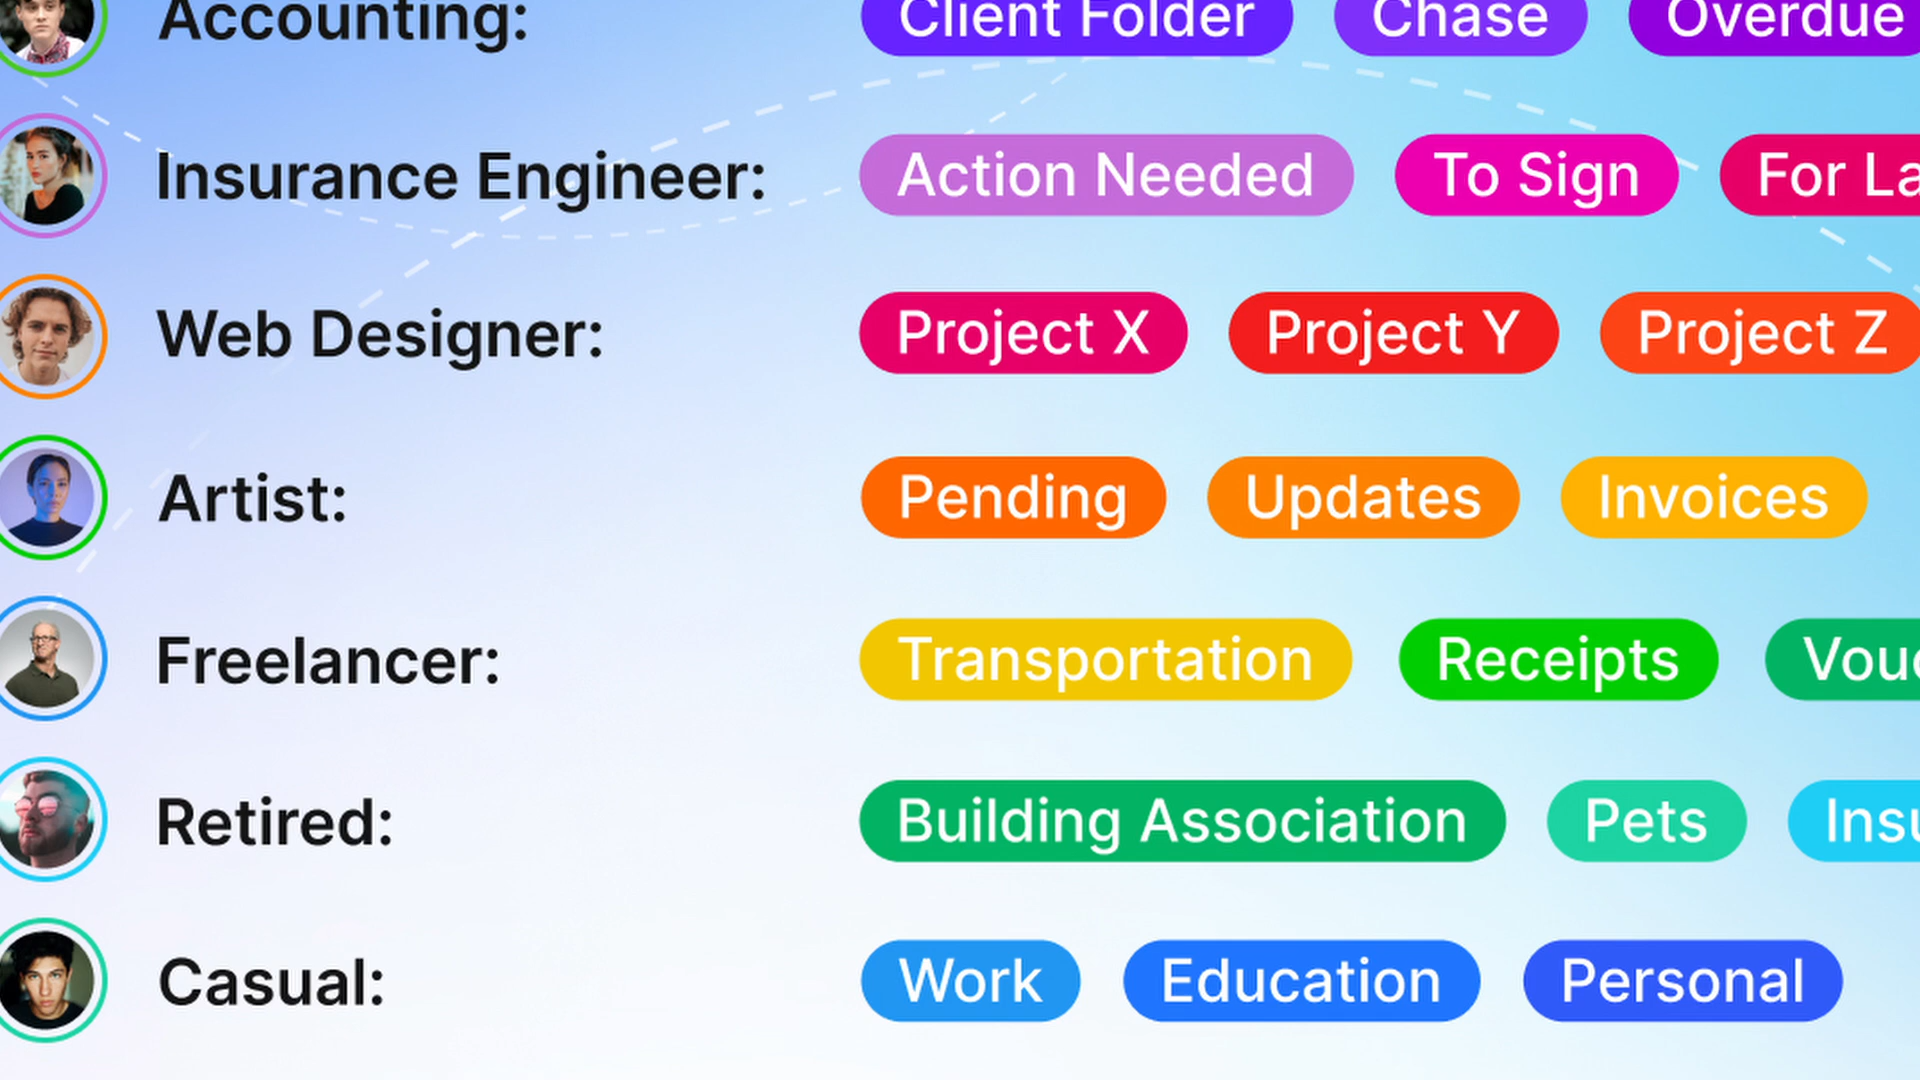 Accounting: Client Folder Chase Overdue
Insurance Engineer: Action Needed To Sign For
Web Designer: Project X Project Y Project Z
Artist: Pending Updates Invoices
Freelancer: Transportation Receipts
Retired: Building Association Pets
Casual: Work Education Personal